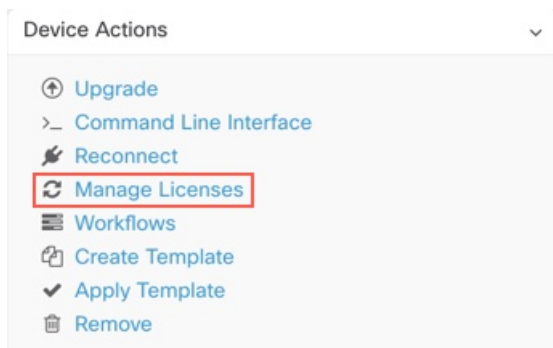 Device Actions
Upgrade
Command Line Interface
Reconnect
Manage Licenses
Workflows
Create Template
Apply Template
Remove